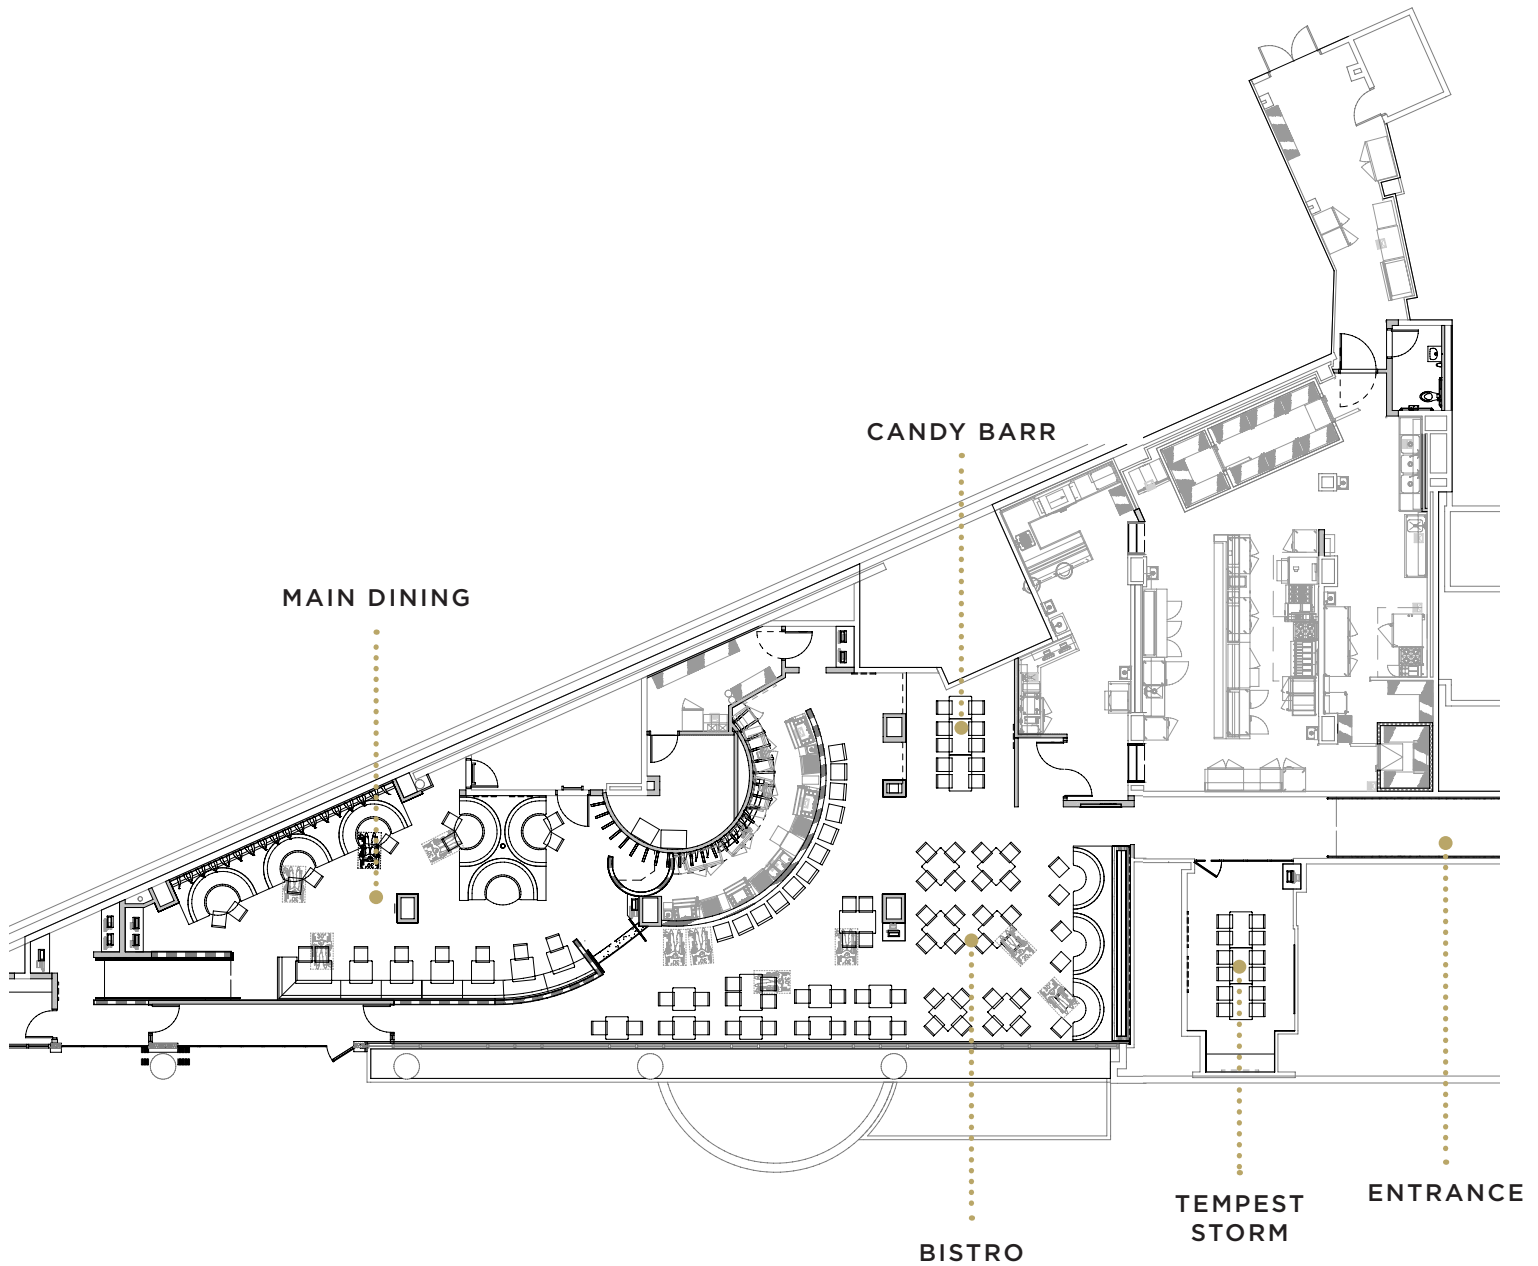 CANDY BARR
MAIN DINING
ENTRANCE
TEMPEST
STORM
BISTRO